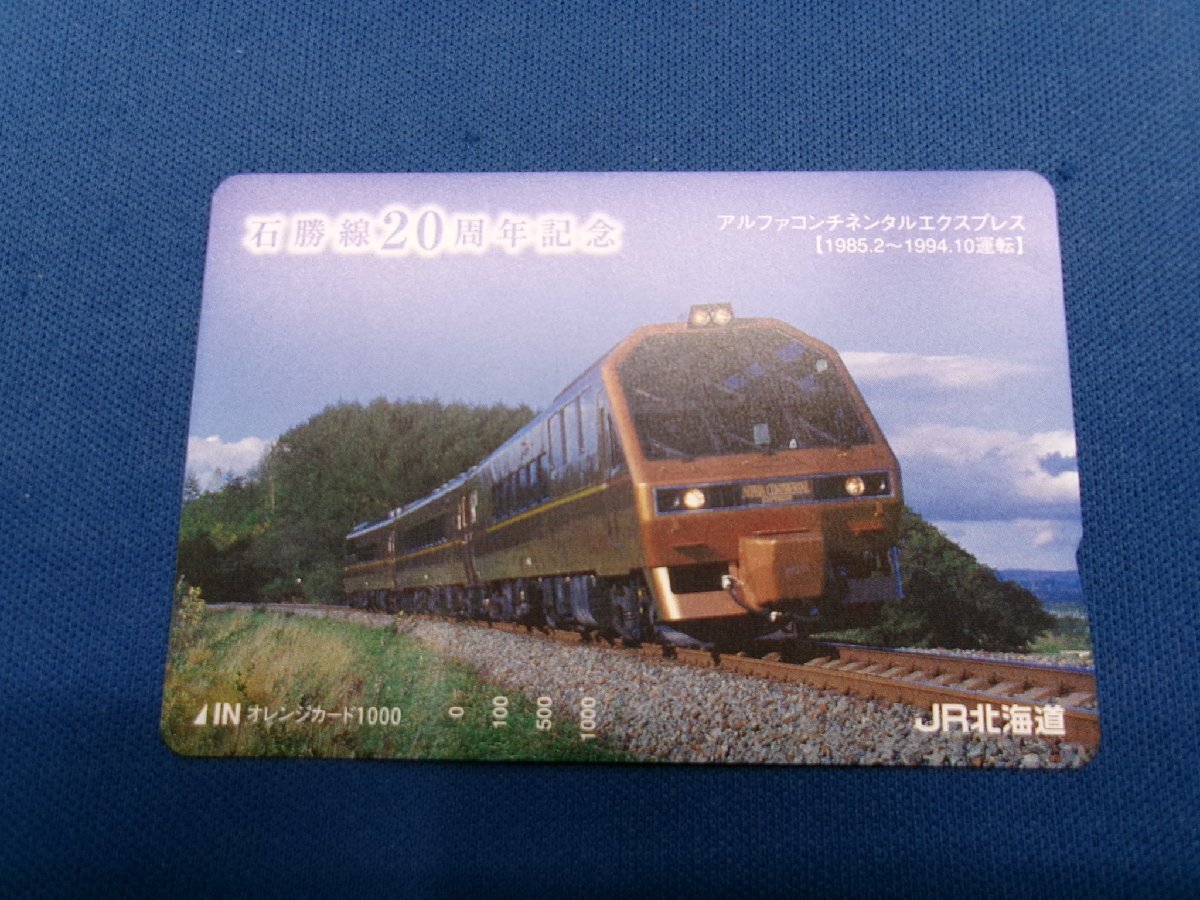 石勝線20周年記念
アルファコンチネンタルエクスプレス
【1985.2〜1994.10運転】
◢IN オレンジカード1000
0 100 500 1000
JR北海道